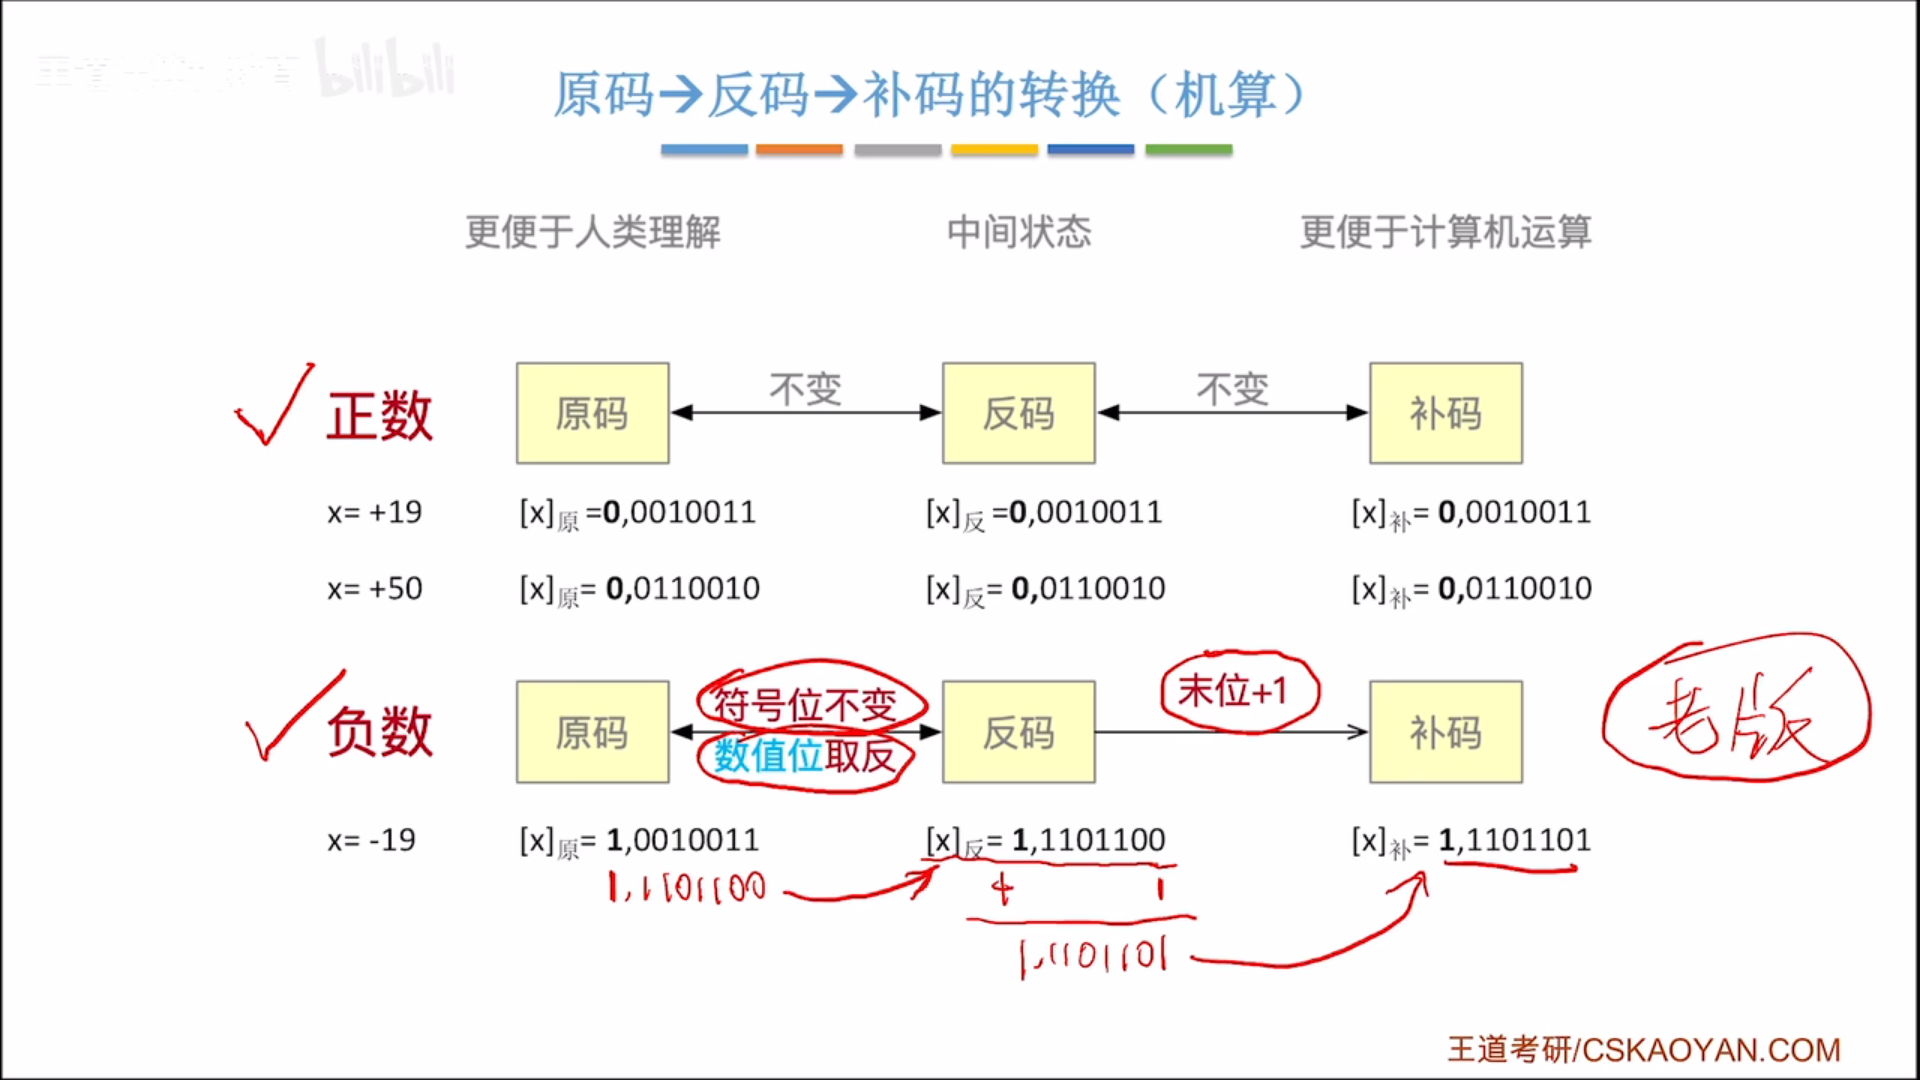 bilibili
原码→反码→补码的转换（机算）
更便于人类理解 中间状态 更便于计算机运算
正数 原码 不变 反码 不变 补码
x= +19 [x]原 =0,0010011 [x]反 =0,0010011 [x]补= 0,0010011
x= +50 [x]原= 0,0110010 [x]反= 0,0110010 [x]补= 0,0110010
负数 原码 符号位不变 反码 末位+1 补码 老版
数值位取反
x= -19 [x]原= 1,0010011 [x]反= 1,1101100 [x]补= 1,1101101
1,1101100 + 1
1,1101101
王道考研/CSKAOYAN.COM